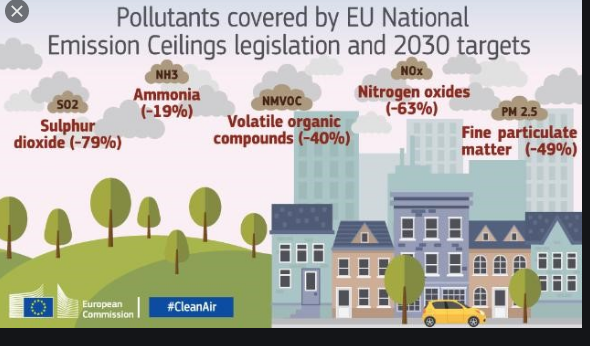 Pollutants covered by EU National
Emission Ceilings legislation and 2030 targets
SO2
Sulphur
dioxide (-79%)
NH3
Ammonia
(-19%)
NMVOC
Volatile organic
compounds (-40%)
NOx
Nitrogen oxides
(-63%)
PM 2.5
Fine particulate
matter (-49%)
European
Commission
#CleanAir